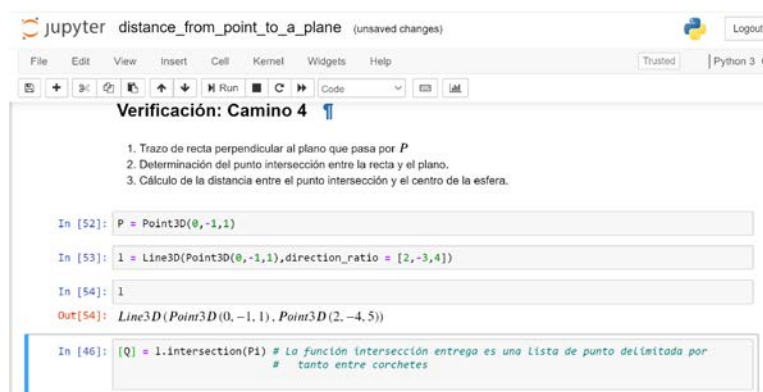 jupyter distance_from_point_to_a_plane (unsaved changes)
Logout
File Edit View Insert Cell Kernel Widgets Help
Trusted
Python 3
Run
Code
Verificación: Camino 4 ¶
1. Trazo de recta perpendicular al plano que pasa por P
2. Determinación del punto intersección entre la recta y el plano.
3. Cálculo de la distancia entre el punto intersección y el centro de la esfera.
In [52]: P = Point3D(0,-1,1)
In [53]: l = Line3D(Point3D(0,-1,1),direction_ratio = [2,-3,4])
In [54]: l
Out[54]: Line3D(Point3D(0, −1, 1), Point3D(2, −4, 5))
In [46]: [Q] = l.intersection(Pi) # La función intersección entrega es una lista de punto delimitada por
# tanto entre corchetes